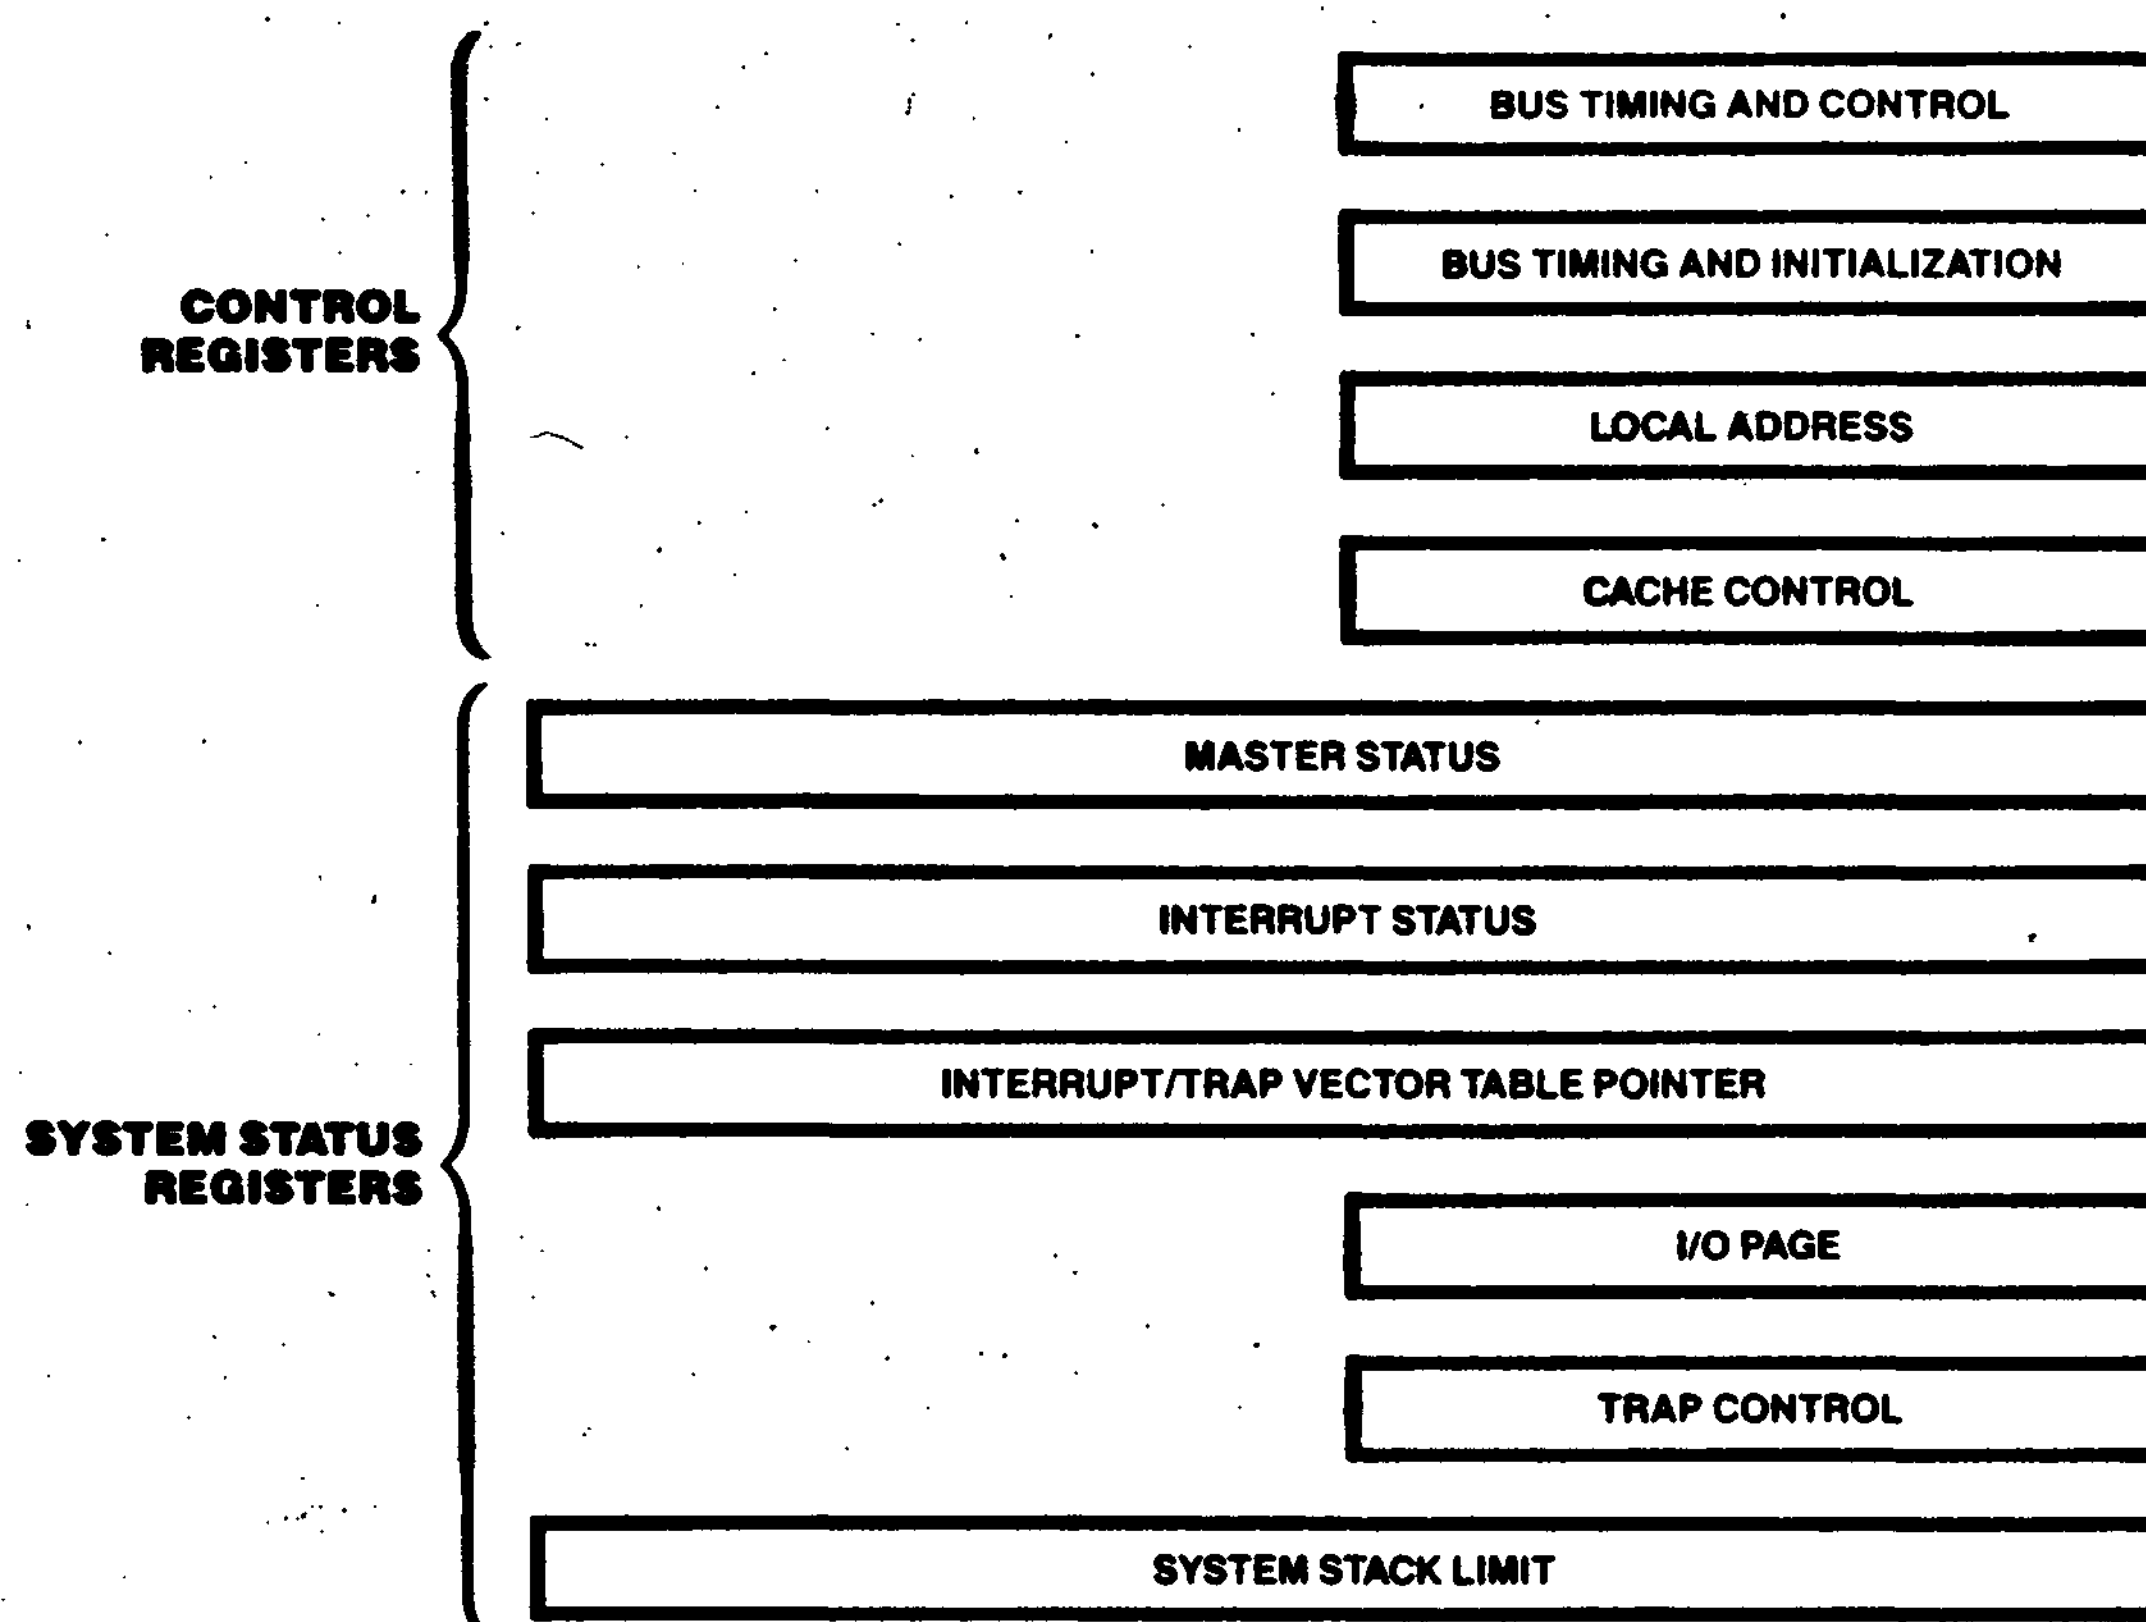 BUS TIMING AND CONTROL
BUS TIMING AND INITIALIZATION
CONTROL
REGISTERS
LOCAL ADDRESS
CACHE CONTROL
MASTER STATUS
INTERRUPT STATUS
INTERRUPT/TRAP VECTOR TABLE POINTER
SYSTEM STATUS
REGISTERS
I/O PAGE
TRAP CONTROL
SYSTEM STACK LIMIT